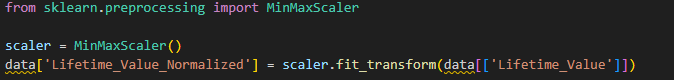 from sklearn.preprocessing import MinMaxScaler
scaler = MinMaxScaler()
data['Lifetime_Value_Normalized'] = scaler.fit_transform(data[['Lifetime_Value']])